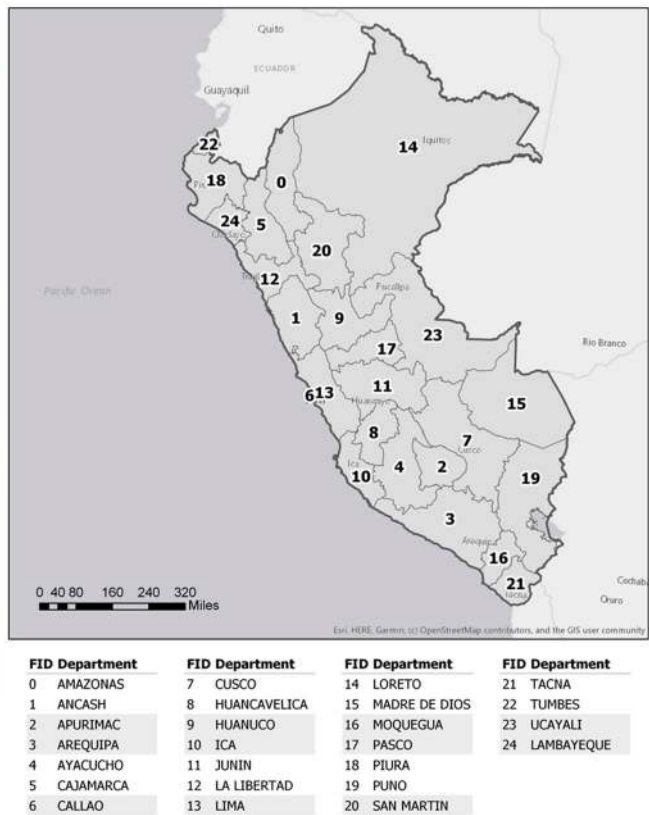 Quito
ECUADOR
Guayaquil
22
14 Iquitos
18
0
24
5
20
12
Pucallpa
Pacific Ocean
1
9
23
17
Rio Branco
6 13
11
15
Huancayo
8
7
Cusco
Ica
10
4
2
19
3
Arequipa
16
21
Tacna
0 40 80 160 240 320
Miles
Cochab
Oruro
Esri, HERE, Garmin, (c) OpenStreetMap contributors, and the GIS user community
FID Department
0 AMAZONAS
1 ANCASH
2 APURIMAC
3 AREQUIPA
4 AYACUCHO
5 CAJAMARCA
6 CALLAO
FID Department
7 CUSCO
8 HUANCAVELICA
9 HUANUCO
10 ICA
11 JUNIN
12 LA LIBERTAD
13 LIMA
FID Department
14 LORETO
15 MADRE DE DIOS
16 MOQUEGUA
17 PASCO
18 PIURA
19 PUNO
20 SAN MARTIN
FID Department
21 TACNA
22 TUMBES
23 UCAYALI
24 LAMBAYEQUE